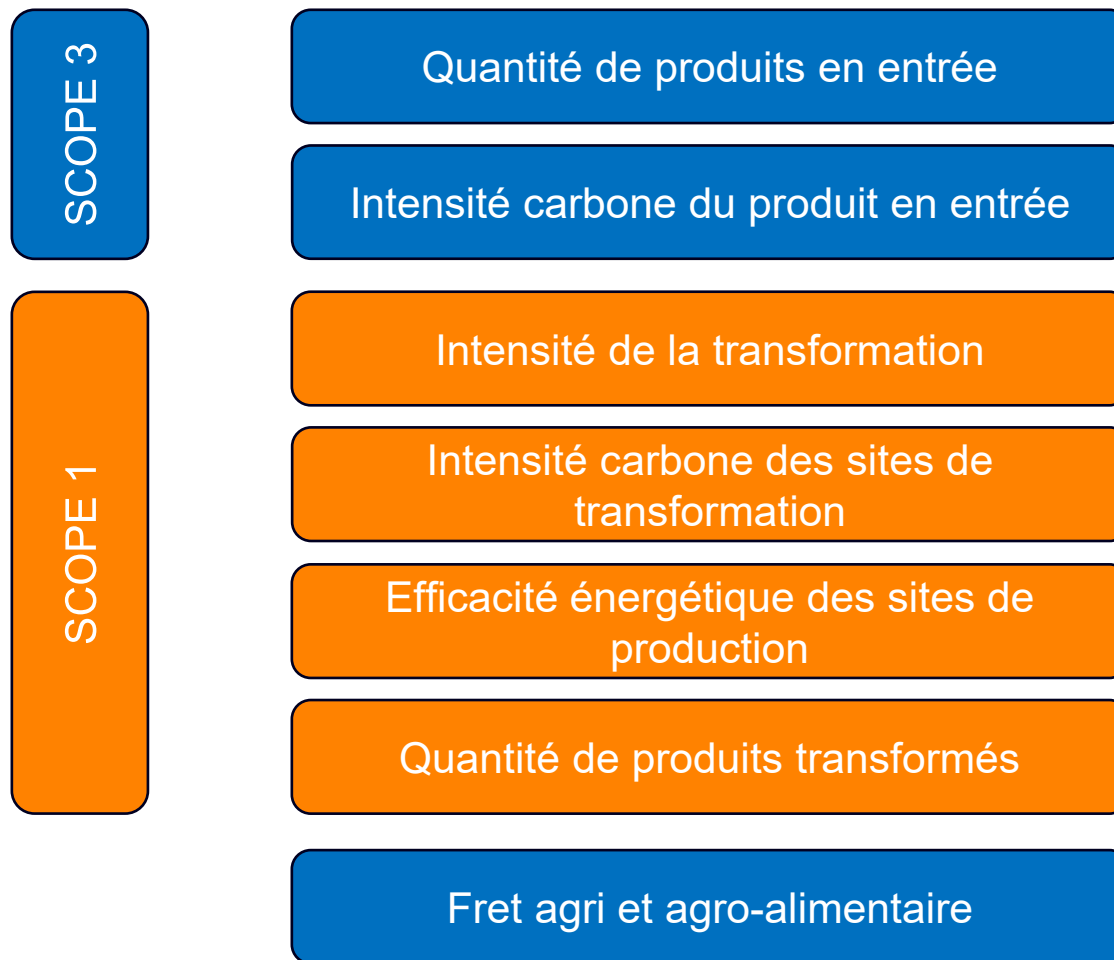 SCOPE 3
Quantité de produits en entrée
Intensité carbone du produit en entrée
SCOPE 1
Intensité de la transformation
Intensité carbone des sites de
transformation
Efficacité énergétique des sites de
production
Quantité de produits transformés
Fret agri et agro-alimentaire